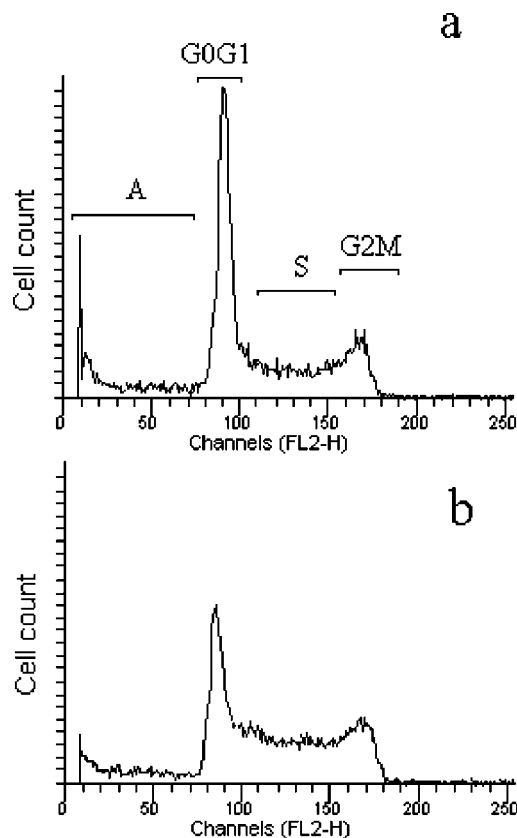 a
G0G1
A
G2M
S
Cell count
0 50 100 150 200 250
Channels (FL2-H)
b
Cell count
0 50 100 150 200 250
Channels (FL2-H)